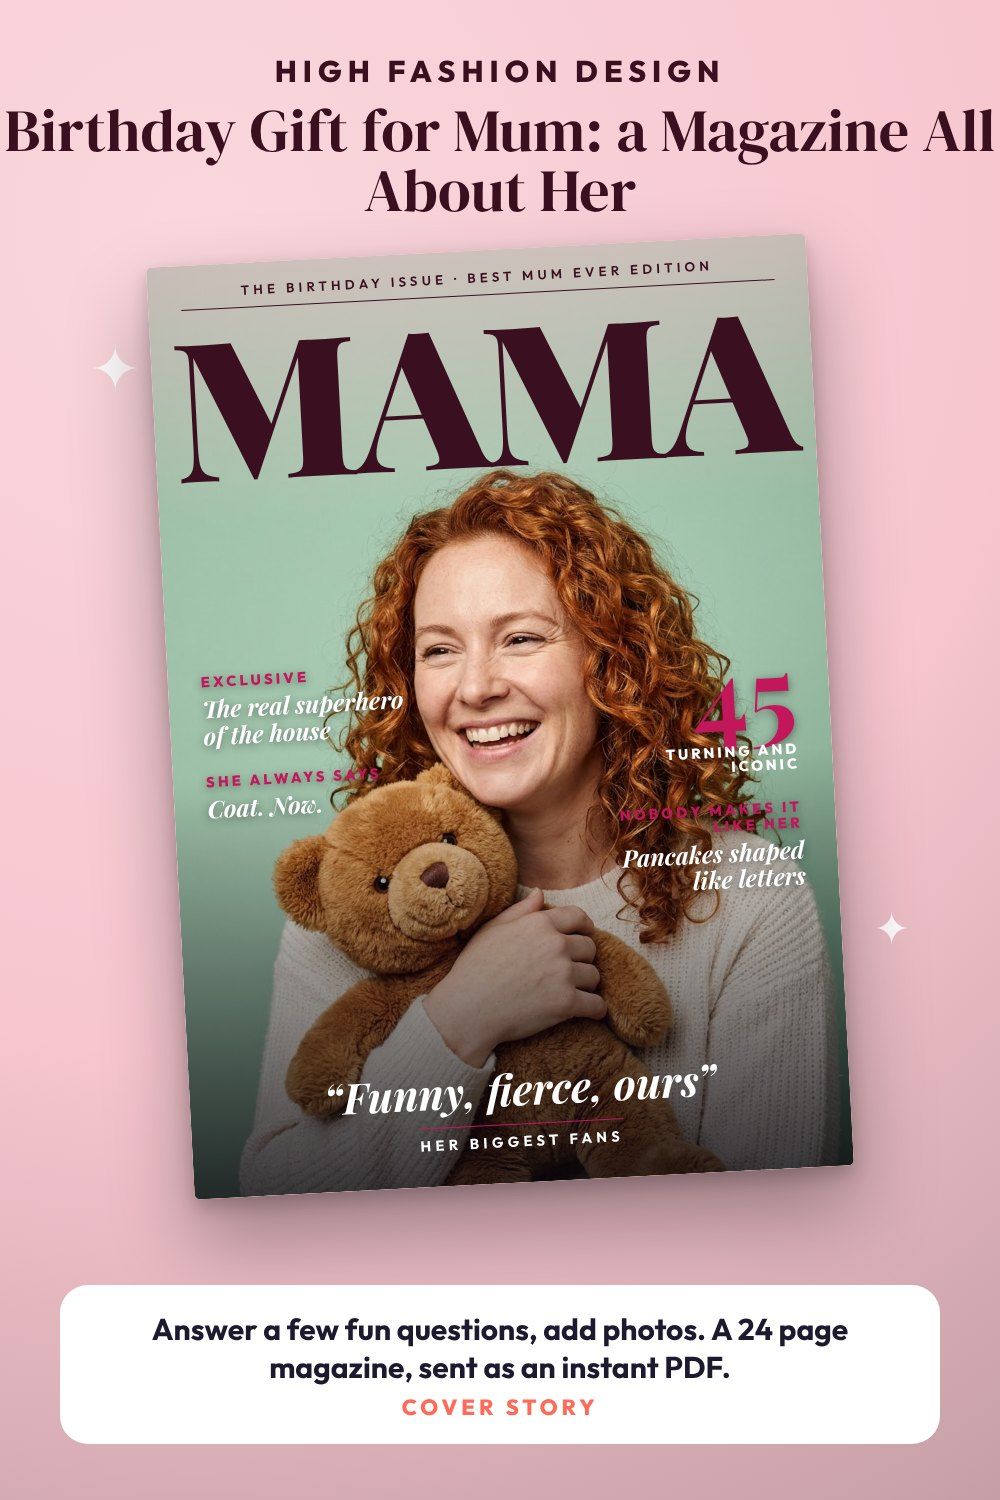 HIGH FASHION DESIGN
Birthday Gift for Mum: a Magazine All
About Her
THE BIRTHDAY ISSUE · BEST MUM EVER EDITION
MAMA
EXCLUSIVE
The real superhero
of the house
SHE ALWAYS SAYS
Coat. Now.
45
TURNING AND
ICONIC
NOBODY MAKES IT
LIKE HER
Pancakes shaped
like letters
“Funny, fierce, ours”
HER BIGGEST FANS
Answer a few fun questions, add photos. A 24 page
magazine, sent as an instant PDF.
COVER STORY